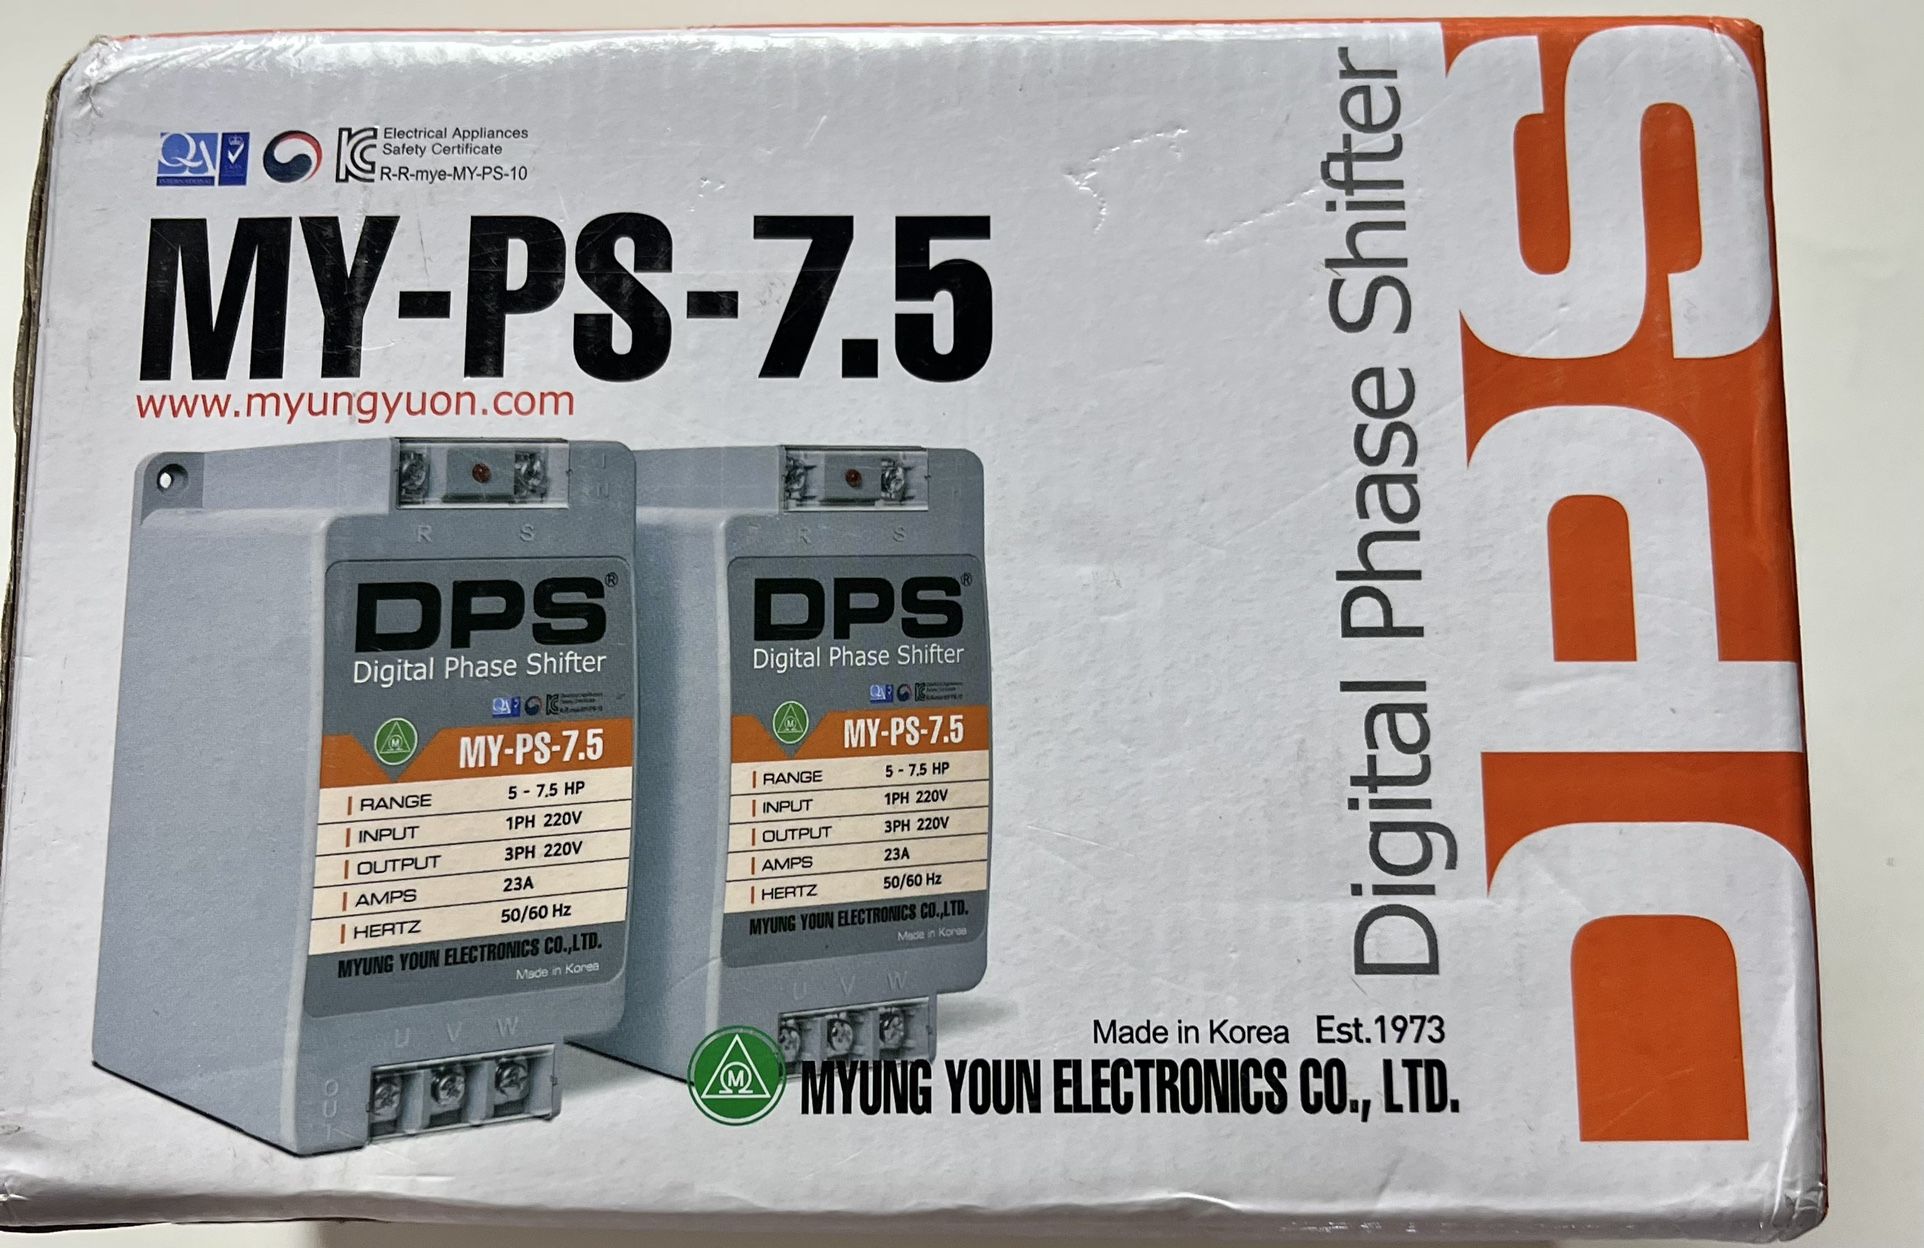 QA
INTERNATIONAL
KC
Electrical Appliances
Safety Certificate
R-R-mye-MY-PS-10
MY-PS-7.5
www.myungyuon.com
R S
DPS®
Digital Phase Shifter
MY-PS-7.5
RANGE 5 - 7.5 HP
INPUT 1PH 220V
OUTPUT 3PH 220V
AMPS 23A
HERTZ 50/60 Hz
MYUNG YOUN ELECTRONICS CO.,LTD.
Made in Korea
U V W
OUT
R S
DPS®
Digital Phase Shifter
MY-PS-7.5
RANGE 5 - 7.5 HP
INPUT 1PH 220V
OUTPUT 3PH 220V
AMPS 23A
HERTZ 50/60 Hz
MYUNG YOUN ELECTRONICS CO.,LTD.
Made in Korea
U V W
Made in Korea Est.1973
M MYUNG YOUN ELECTRONICS CO., LTD.
Digital Phase Shifter
DPS